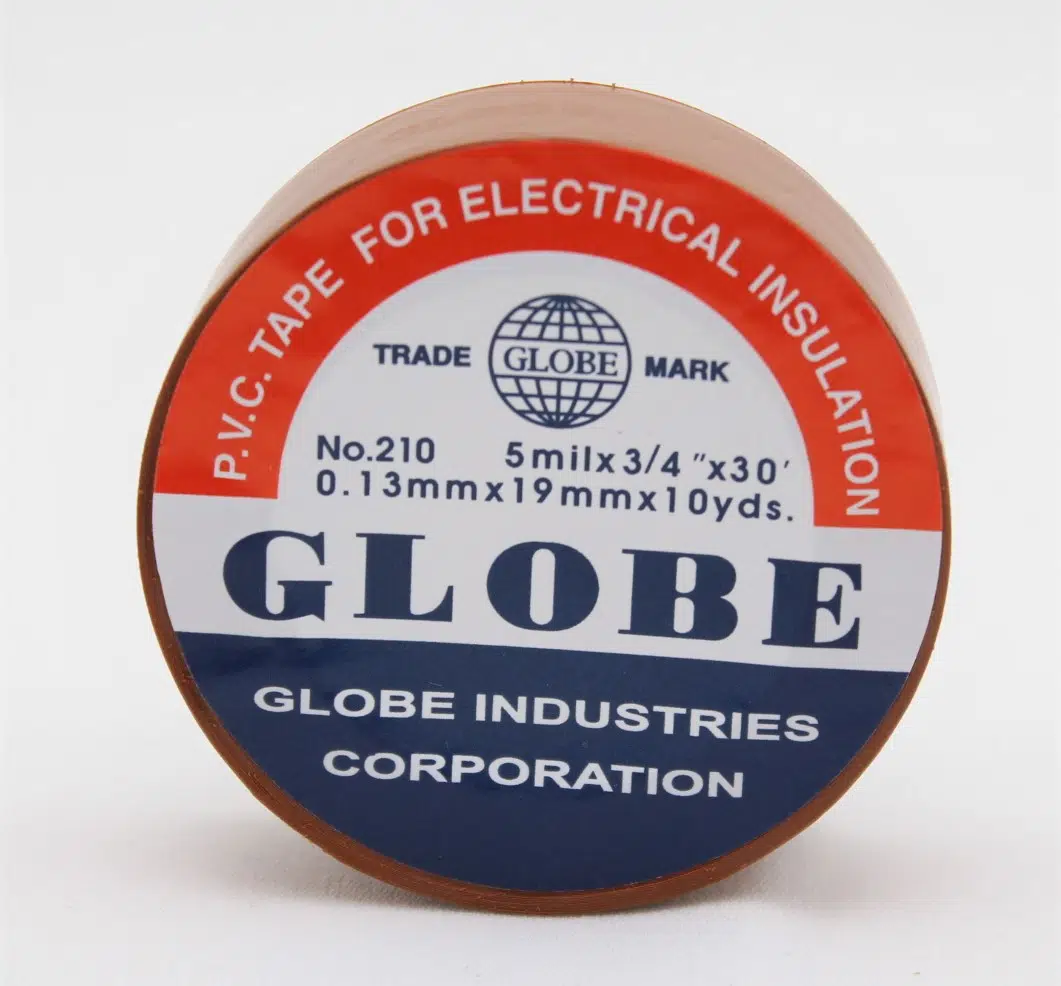 P.V.C. TAPE FOR ELECTRICAL INSULATION
TRADE GLOBE MARK
No.210 5milx3/4"x30'
0.13mmx19mmx10yds.
GLOBE
GLOBE INDUSTRIES
CORPORATION